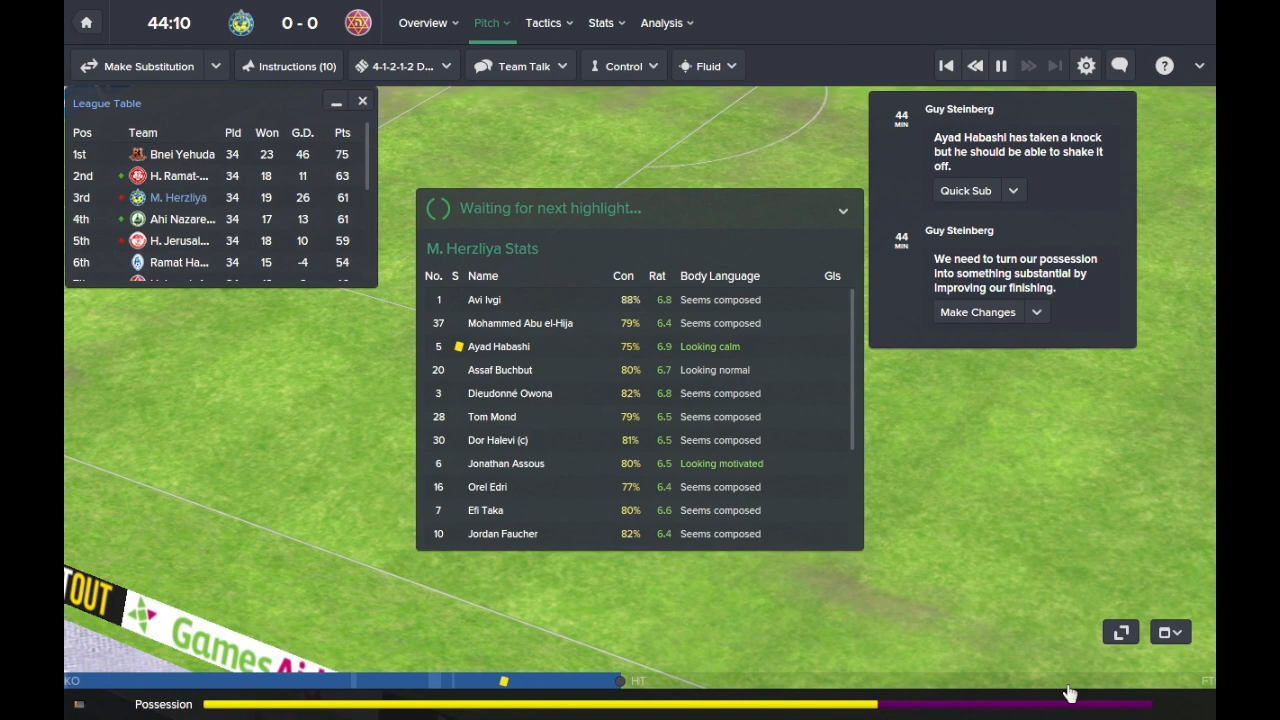 44:10
0 - 0
Overview
Pitch
Tactics
Stats
Analysis
Make Substitution
Instructions (10)
4-1-2-1-2 D...
Team Talk
Control
Fluid
League Table
Pos Team Pld Won G.D. Pts
1st Bnei Yehuda 34 23 46 75
2nd H. Ramat-... 34 18 11 63
3rd M. Herzliya 34 19 26 61
4th Ahi Nazare... 34 17 13 61
5th H. Jerusal... 34 18 10 59
6th Ramat Ha... 34 15 -4 54
Waiting for next highlight...
M. Herzliya Stats
No. S Name Con Rat Body Language Gls
1 Avi Ivgi 88% 6.8 Seems composed
37 Mohammed Abu el-Hija 79% 6.4 Seems composed
5 Ayad Habashi 75% 6.9 Looking calm
20 Assaf Buchbut 80% 6.7 Looking normal
3 Dieudonné Owona 82% 6.8 Seems composed
28 Tom Mond 79% 6.5 Seems composed
30 Dor Halevi (c) 81% 6.5 Seems composed
6 Jonathan Assous 80% 6.5 Looking motivated
16 Orel Edri 77% 6.4 Seems composed
7 Efi Taka 80% 6.6 Seems composed
10 Jordan Faucher 82% 6.4 Seems composed
44
MIN
Guy Steinberg
Ayad Habashi has taken a knock
but he should be able to shake it
off.
Quick Sub
44
MIN
Guy Steinberg
We need to turn our possession
into something substantial by
improving our finishing.
Make Changes
OUT
GamesAid
KO
HT
FT
Possession